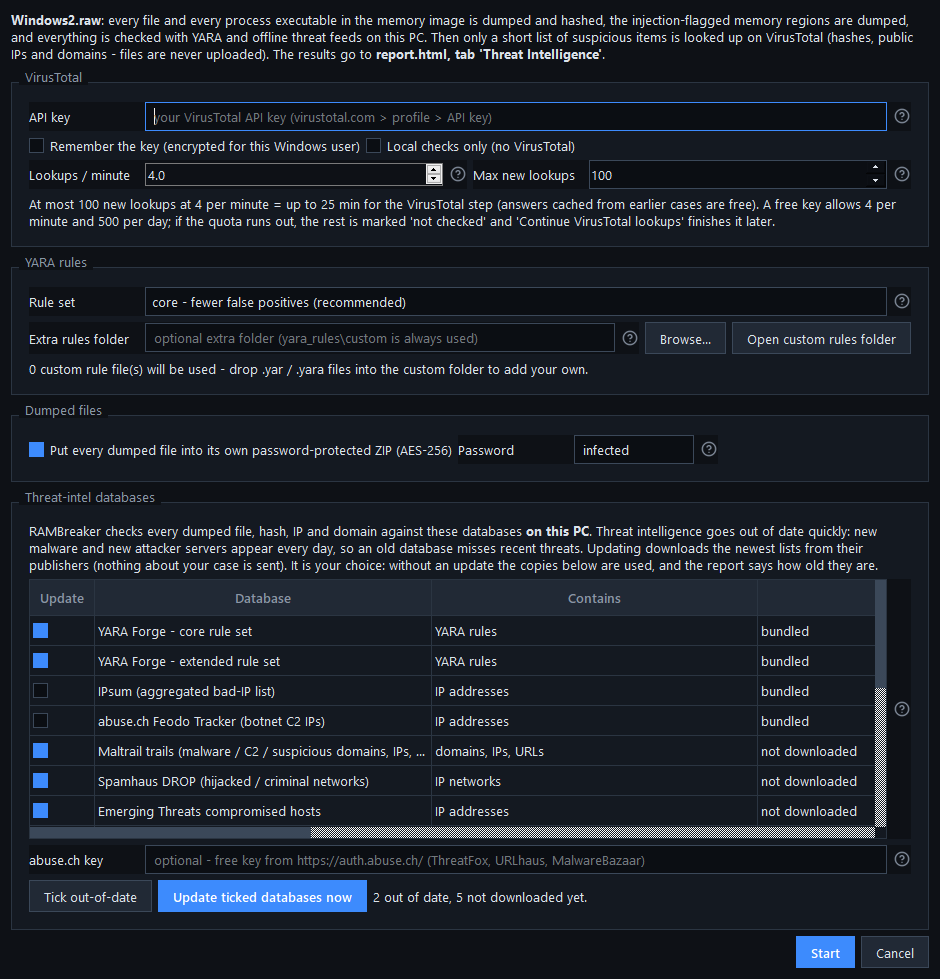 Windows2.raw: every file and every process executable in the memory image is dumped and hashed, the injection-flagged memory regions are dumped,
and everything is checked with YARA and offline threat feeds on this PC. Then only a short list of suspicious items is looked up on VirusTotal (hashes, public
IPs and domains - files are never uploaded). The results go to report.html, tab 'Threat Intelligence'.
VirusTotal
API key
your VirusTotal API key (virustotal.com > profile > API key)
Remember the key (encrypted for this Windows user) Local checks only (no VirusTotal)
Lookups / minute 4.0 Max new lookups 100
At most 100 new lookups at 4 per minute = up to 25 min for the VirusTotal step (answers cached from earlier cases are free). A free key allows 4 per
minute and 500 per day; if the quota runs out, the rest is marked 'not checked' and 'Continue VirusTotal lookups' finishes it later.
YARA rules
Rule set core - fewer false positives (recommended)
Extra rules folder optional extra folder (yara_rules\custom is always used) Browse... Open custom rules folder
0 custom rule file(s) will be used - drop .yar / .yara files into the custom folder to add your own.
Dumped files
Put every dumped file into its own password-protected ZIP (AES-256) Password infected
Threat-intel databases
RAMBreaker checks every dumped file, hash, IP and domain against these databases on this PC. Threat intelligence goes out of date quickly: new
malware and new attacker servers appear every day, so an old database misses recent threats. Updating downloads the newest lists from their
publishers (nothing about your case is sent). It is your choice: without an update the copies below are used, and the report says how old they are.
Update Database Contains
YARA Forge - core rule set YARA rules bundled
YARA Forge - extended rule set YARA rules bundled
IPsum (aggregated bad-IP list) IP addresses bundled
abuse.ch Feodo Tracker (botnet C2 IPs) IP addresses bundled
Maltrail trails (malware / C2 / suspicious domains, IPs, ... domains, IPs, URLs not downloaded
Spamhaus DROP (hijacked / criminal networks) IP networks not downloaded
Emerging Threats compromised hosts IP addresses not downloaded
abuse.ch key optional - free key from https://auth.abuse.ch/ (ThreatFox, URLhaus, MalwareBazaar)
Tick out-of-date Update ticked databases now 2 out of date, 5 not downloaded yet.
Start Cancel